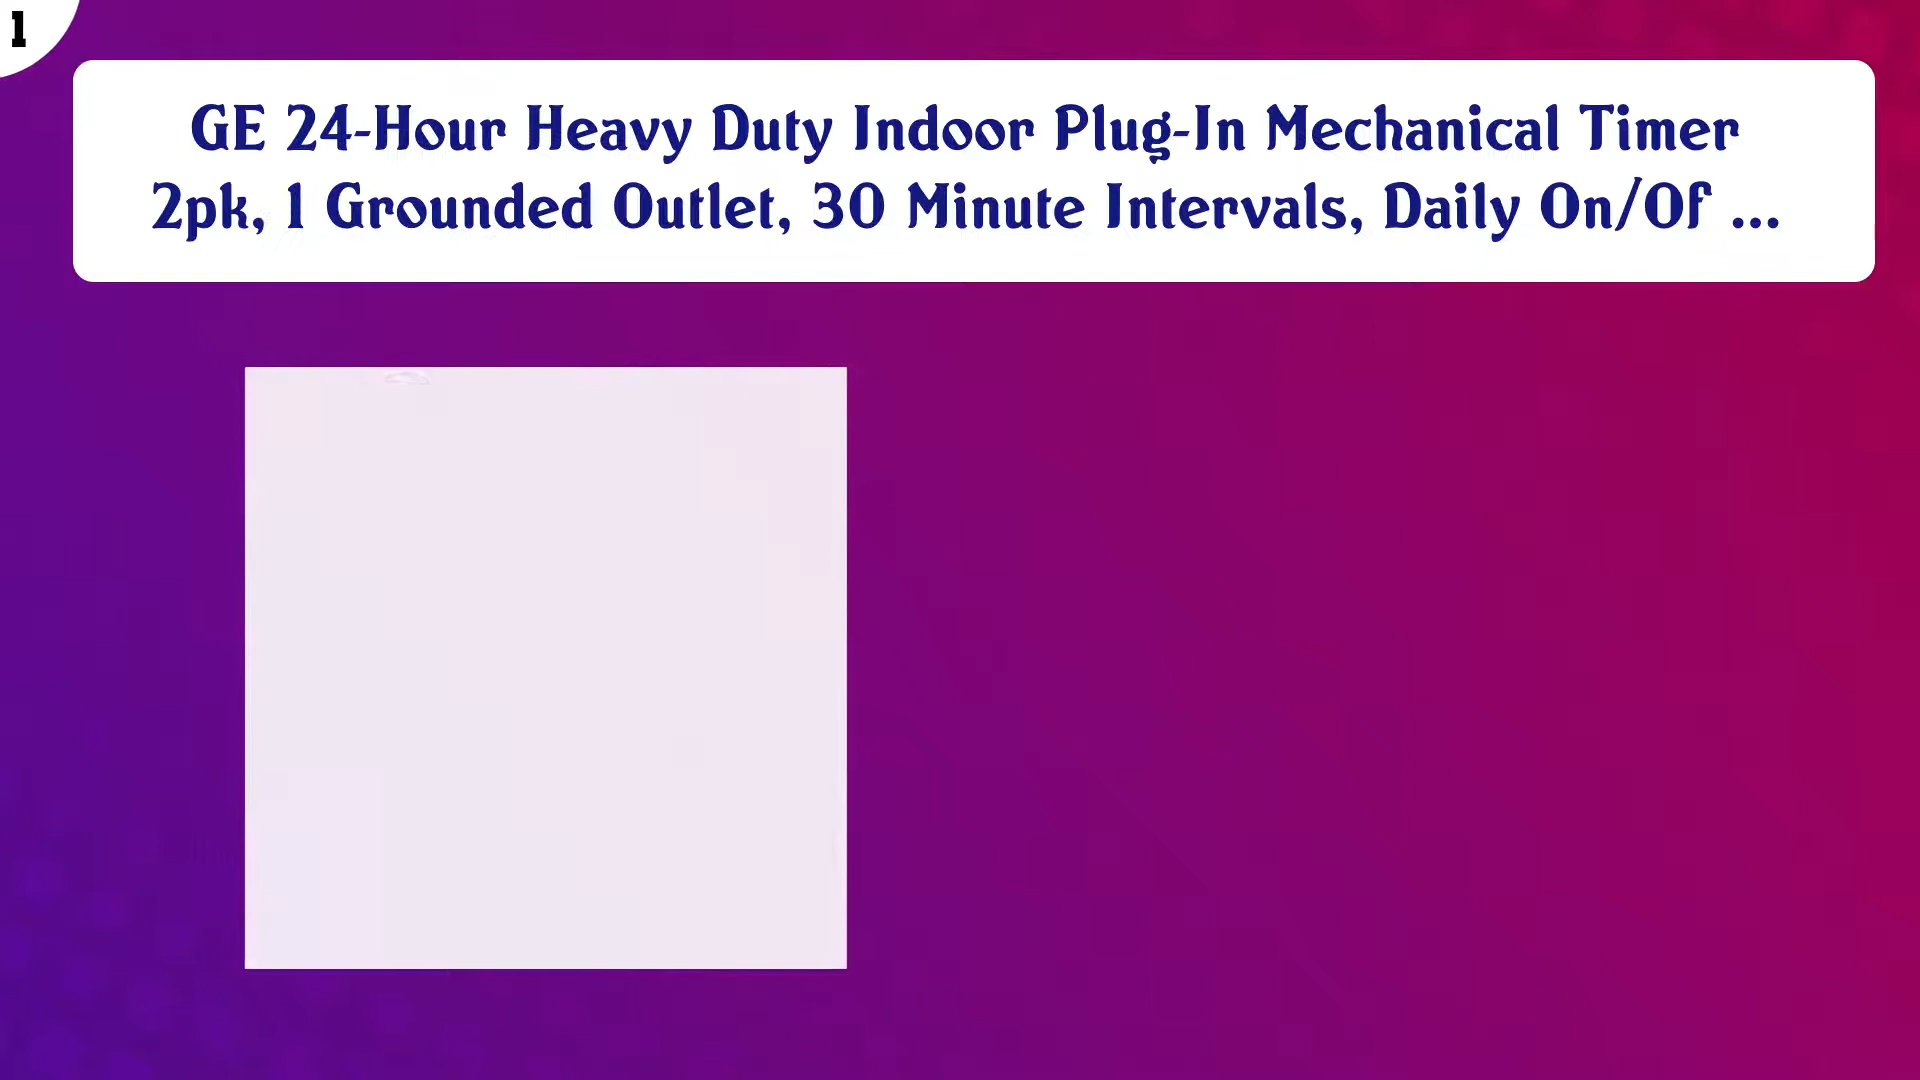 1
GE 24-Hour Heavy Duty Indoor Plug-In Mechanical Timer
2pk, 1 Grounded Outlet, 30 Minute Intervals, Daily On/Of ...